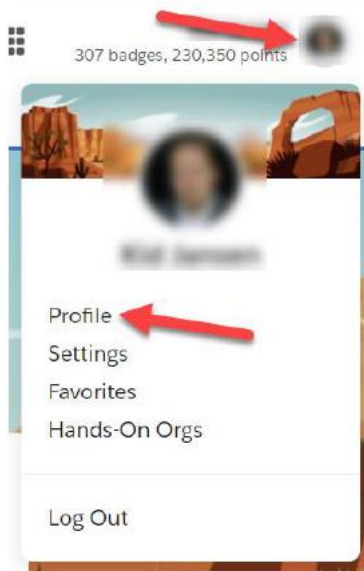 307 badges, 230,350 points
Profile
Settings
Favorites
Hands-On Orgs
Log Out